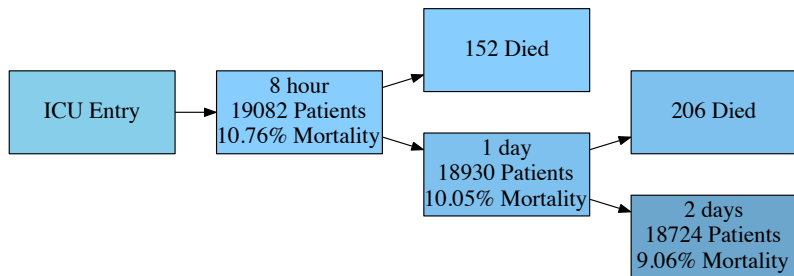 ICU Entry
8 hour
19082 Patients
10.76% Mortality
152 Died
1 day
18930 Patients
10.05% Mortality
206 Died
2 days
18724 Patients
9.06% Mortality